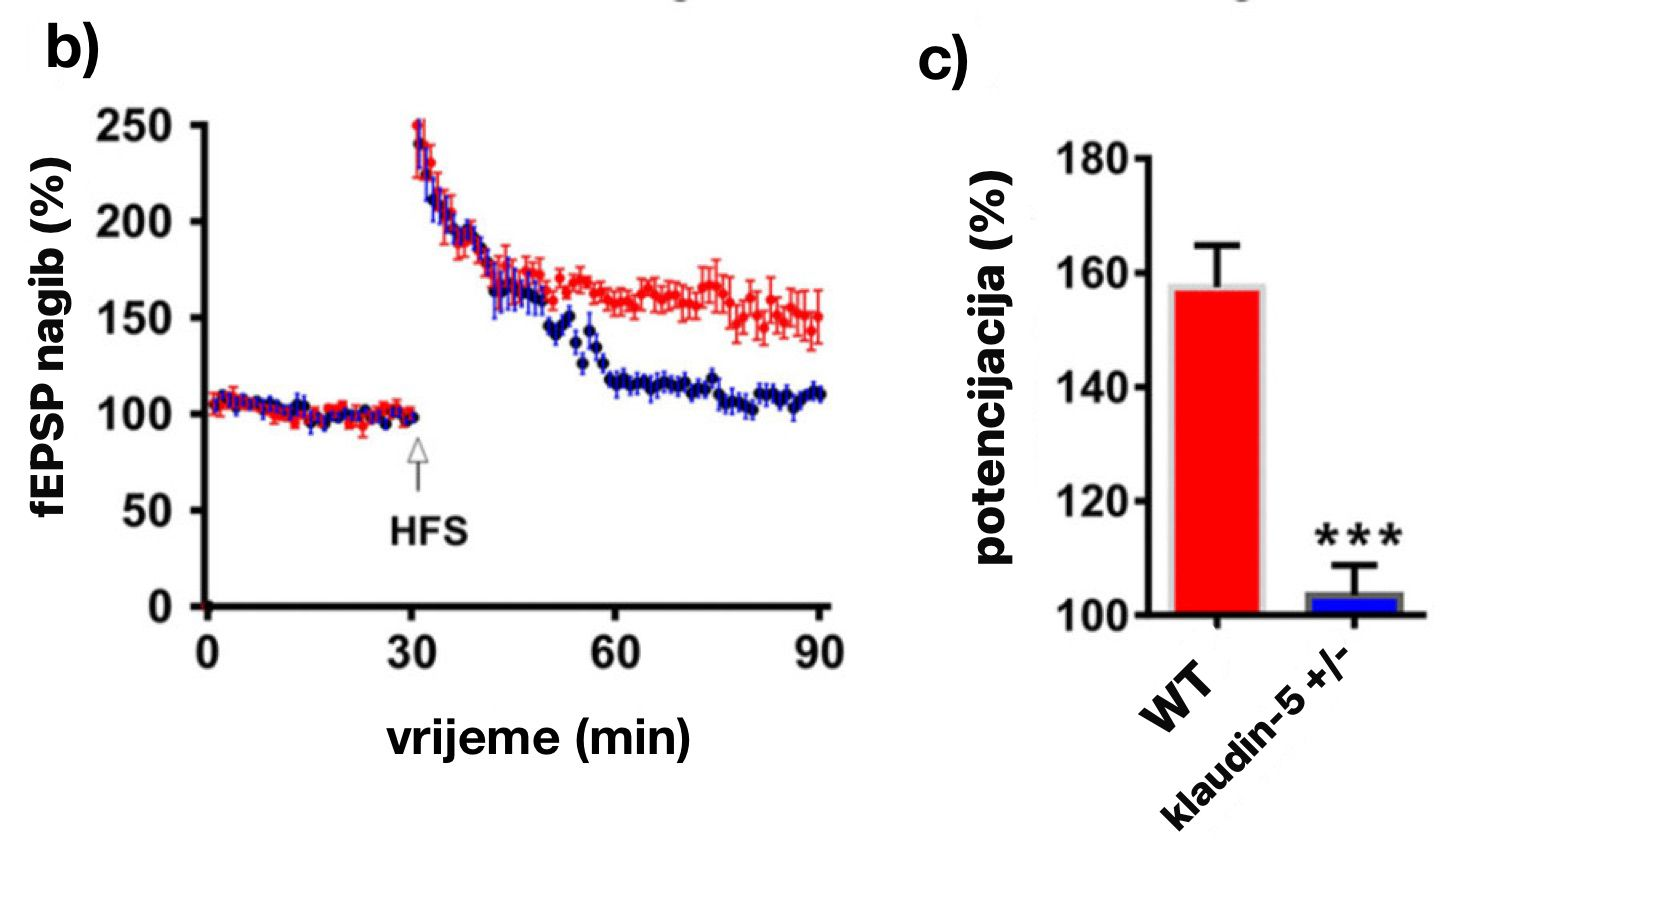 b)
fEPSP nagib (%)
250
200
150
100
50
0
HFS
0 30 60 90
vrijeme (min)
c)
potencijacija (%)
180
160
140
120
100
***
WT
klaudin-5 +/-